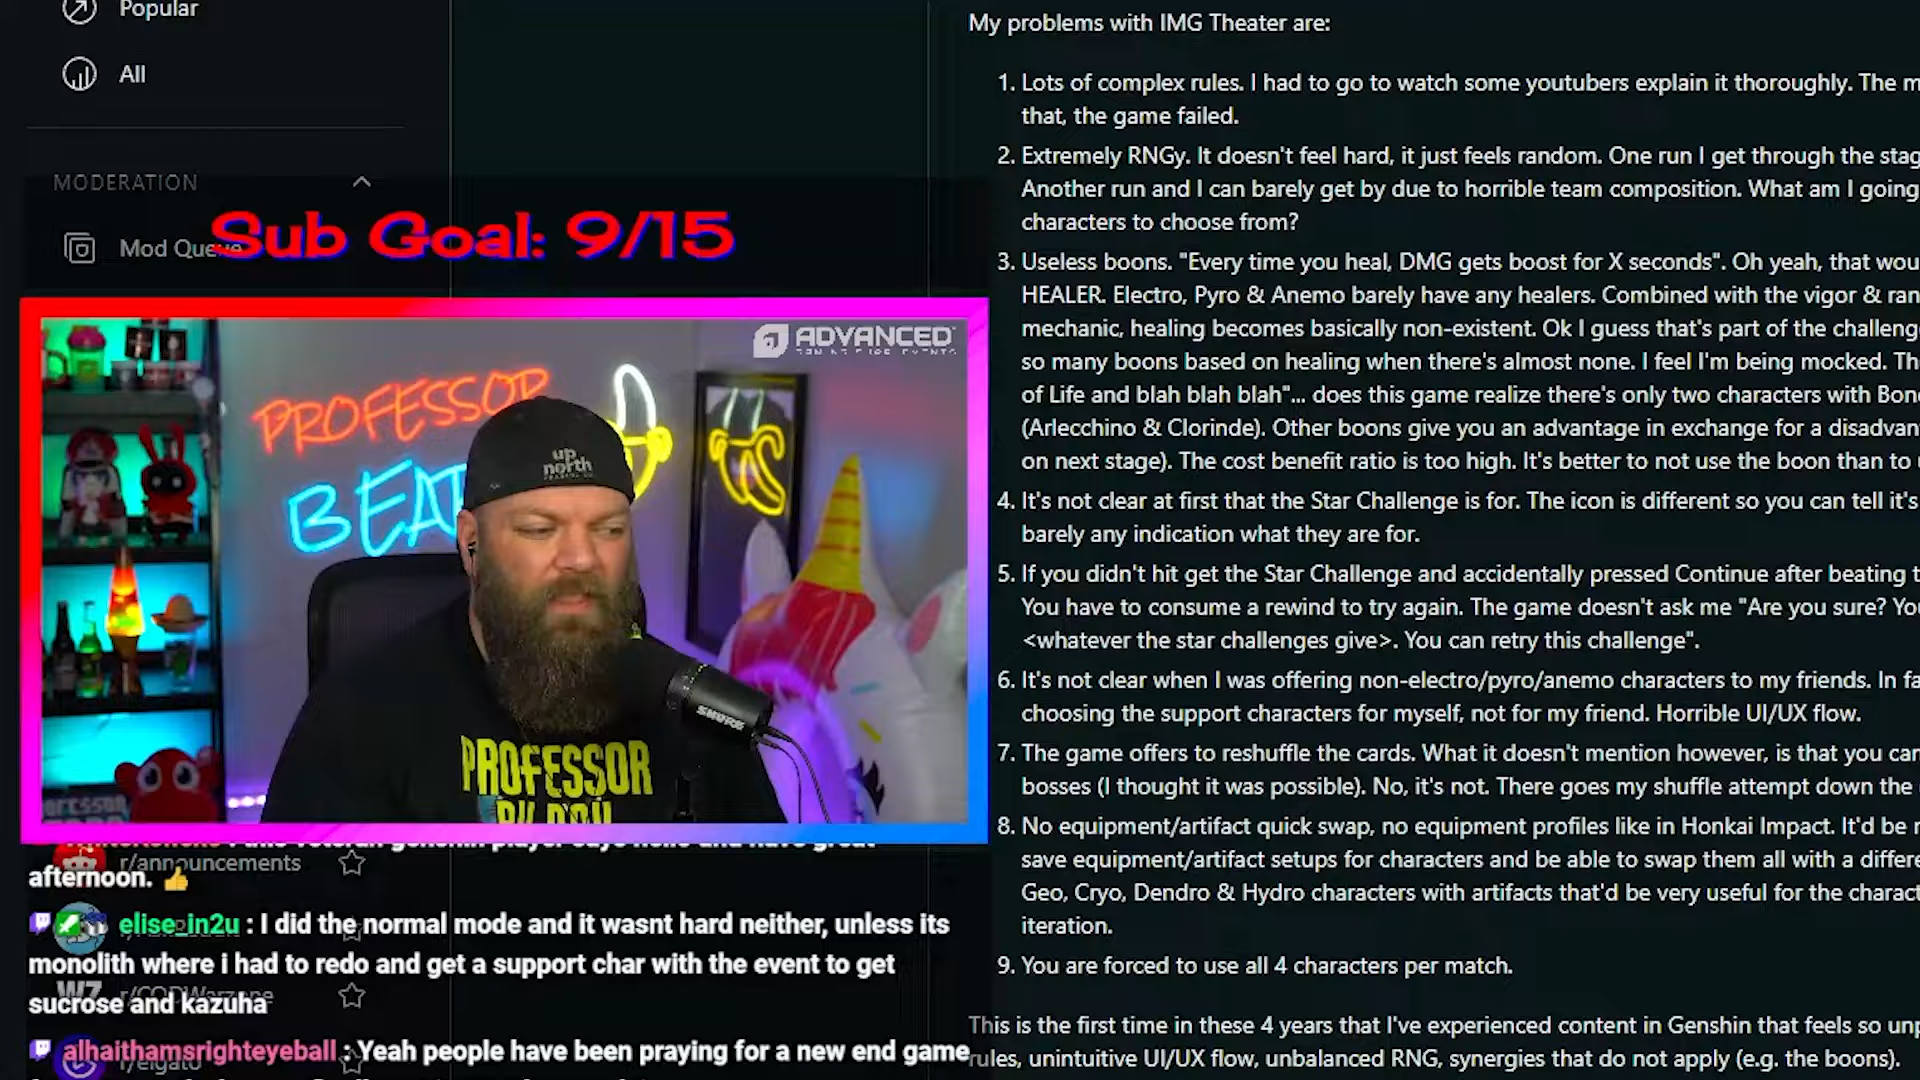 Popular
All
MODERATION
Mod Queue
Sub Goal: 9/15
ADVANCED
PROFESSOR
BEA
up
north
SHURE
PROFESSOR
r/announcements
afternoon. 👍
elise_in2u : I did the normal mode and it wasnt hard neither, unless its
monolith where i had to redo and get a support char with the event to get
sucrose and kazuha
r/CODWarzone
alhaithamsrighteyeball : Yeah people have been praying for a new end game
r/elgato
My problems with IMG Theater are:
1. Lots of complex rules. I had to go to watch some youtubers explain it thoroughly. The m
that, the game failed.
2. Extremely RNGy. It doesn't feel hard, it just feels random. One run I get through the stag
Another run and I can barely get by due to horrible team composition. What am I going
characters to choose from?
3. Useless boons. "Every time you heal, DMG gets boost for X seconds". Oh yeah, that wou
HEALER. Electro, Pyro & Anemo barely have any healers. Combined with the vigor & ran
mechanic, healing becomes basically non-existent. Ok I guess that's part of the challeng
so many boons based on healing when there's almost none. I feel I'm being mocked. Th
of Life and blah blah blah"... does this game realize there's only two characters with Bon
(Arlecchino & Clorinde). Other boons give you an advantage in exchange for a disadvan
on next stage). The cost benefit ratio is too high. It's better to not use the boon than to
4. It's not clear at first that the Star Challenge is for. The icon is different so you can tell it's
barely any indication what they are for.
5. If you didn't hit get the Star Challenge and accidentally pressed Continue after beating t
You have to consume a rewind to try again. The game doesn't ask me "Are you sure? Yo
<whatever the star challenges give>. You can retry this challenge".
6. It's not clear when I was offering non-electro/pyro/anemo characters to my friends. In fa
choosing the support characters for myself, not for my friend. Horrible UI/UX flow.
7. The game offers to reshuffle the cards. What it doesn't mention however, is that you can
bosses (I thought it was possible). No, it's not. There goes my shuffle attempt down the
8. No equipment/artifact quick swap, no equipment profiles like in Honkai Impact. It'd be
save equipment/artifact setups for characters and be able to swap them all with a differe
Geo, Cryo, Dendro & Hydro characters with artifacts that'd be very useful for the charact
iteration.
9. You are forced to use all 4 characters per match.
This is the first time in these 4 years that I've experienced content in Genshin that feels so unp
rules, unintuitive UI/UX flow, unbalanced RNG, synergies that do not apply (e.g. the boons).